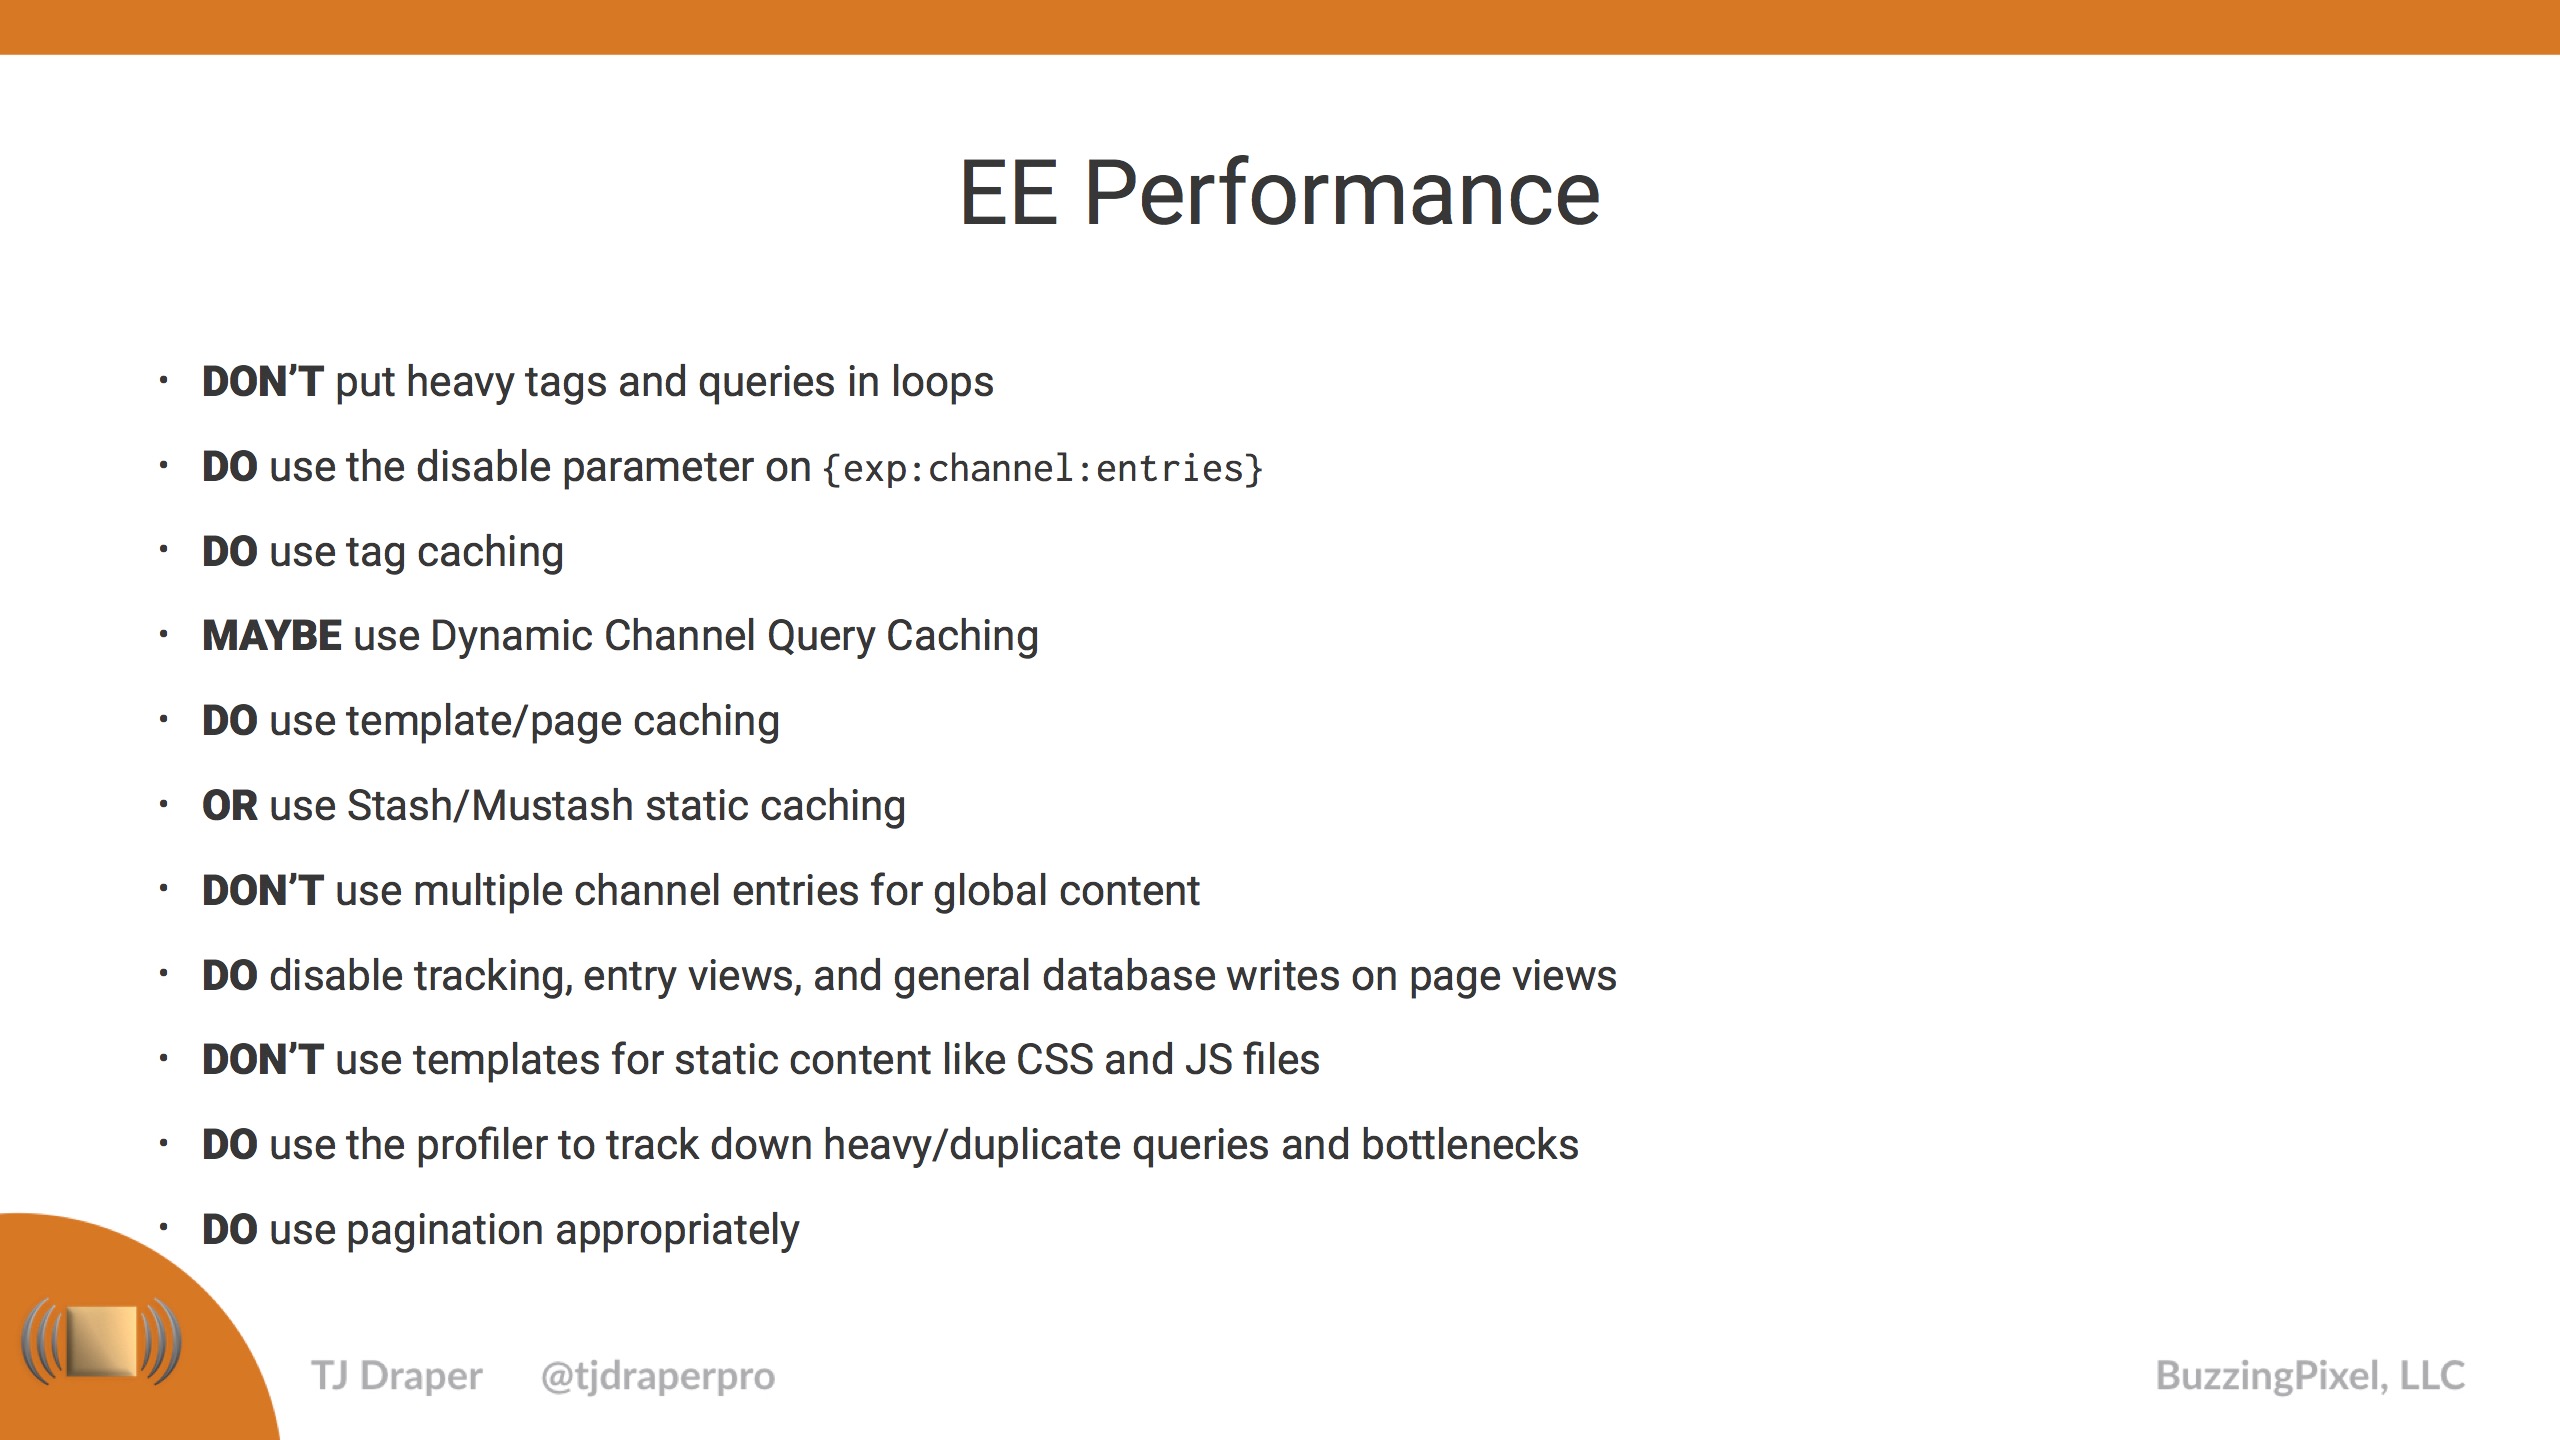 EE Performance
• DON’T put heavy tags and queries in loops
• DO use the disable parameter on {exp:channel:entries}
• DO use tag caching
• MAYBE use Dynamic Channel Query Caching
• DO use template/page caching
• OR use Stash/Mustash static caching
• DON’T use multiple channel entries for global content
• DO disable tracking, entry views, and general database writes on page views
• DON’T use templates for static content like CSS and JS files
• DO use the profiler to track down heavy/duplicate queries and bottlenecks
• DO use pagination appropriately
TJ Draper @tjdraperpro BuzzingPixel, LLC